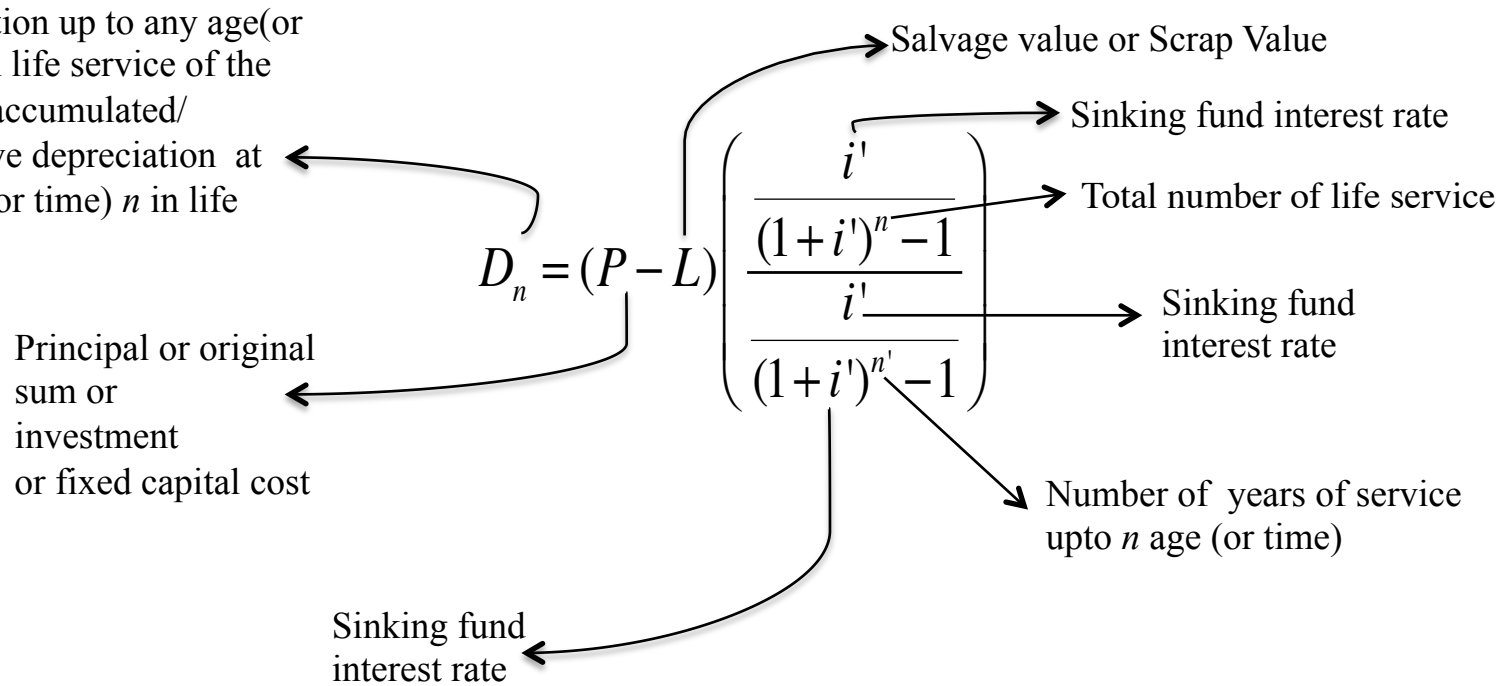 tion up to any age(or
life service of the
accumulated/
ve depreciation at
or time) n in life
Salvage value or Scrap Value
Sinking fund interest rate
Total number of life service
D_n = (P − L) ( (i' / ((1 + i')^n − 1)) / (i' / ((1 + i')^n' − 1)) )
Sinking fund
interest rate
Principal or original
sum or
investment
or fixed capital cost
Number of years of service
upto n age (or time)
Sinking fund
interest rate